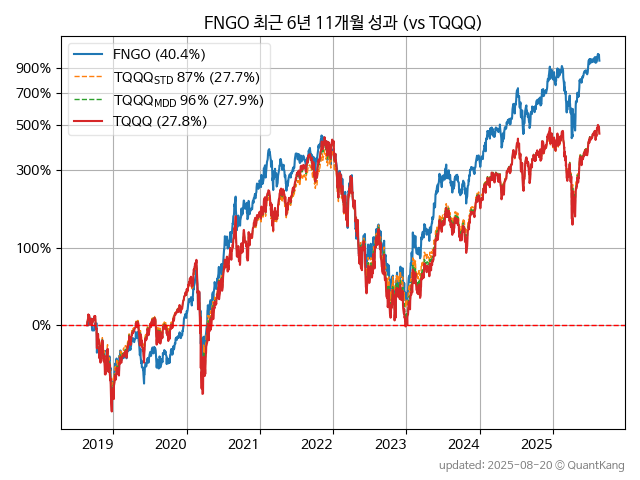 FNGO 최근 6년 11개월 성과 (vs TQQQ)
FNGO (40.4%)
TQQQSTD 87% (27.7%)
TQQQMDD 96% (27.9%)
TQQQ (27.8%)
900%
700%
500%
300%
100%
0%
2019 2020 2021 2022 2023 2024 2025
updated: 2025-08-20 © QuantKang